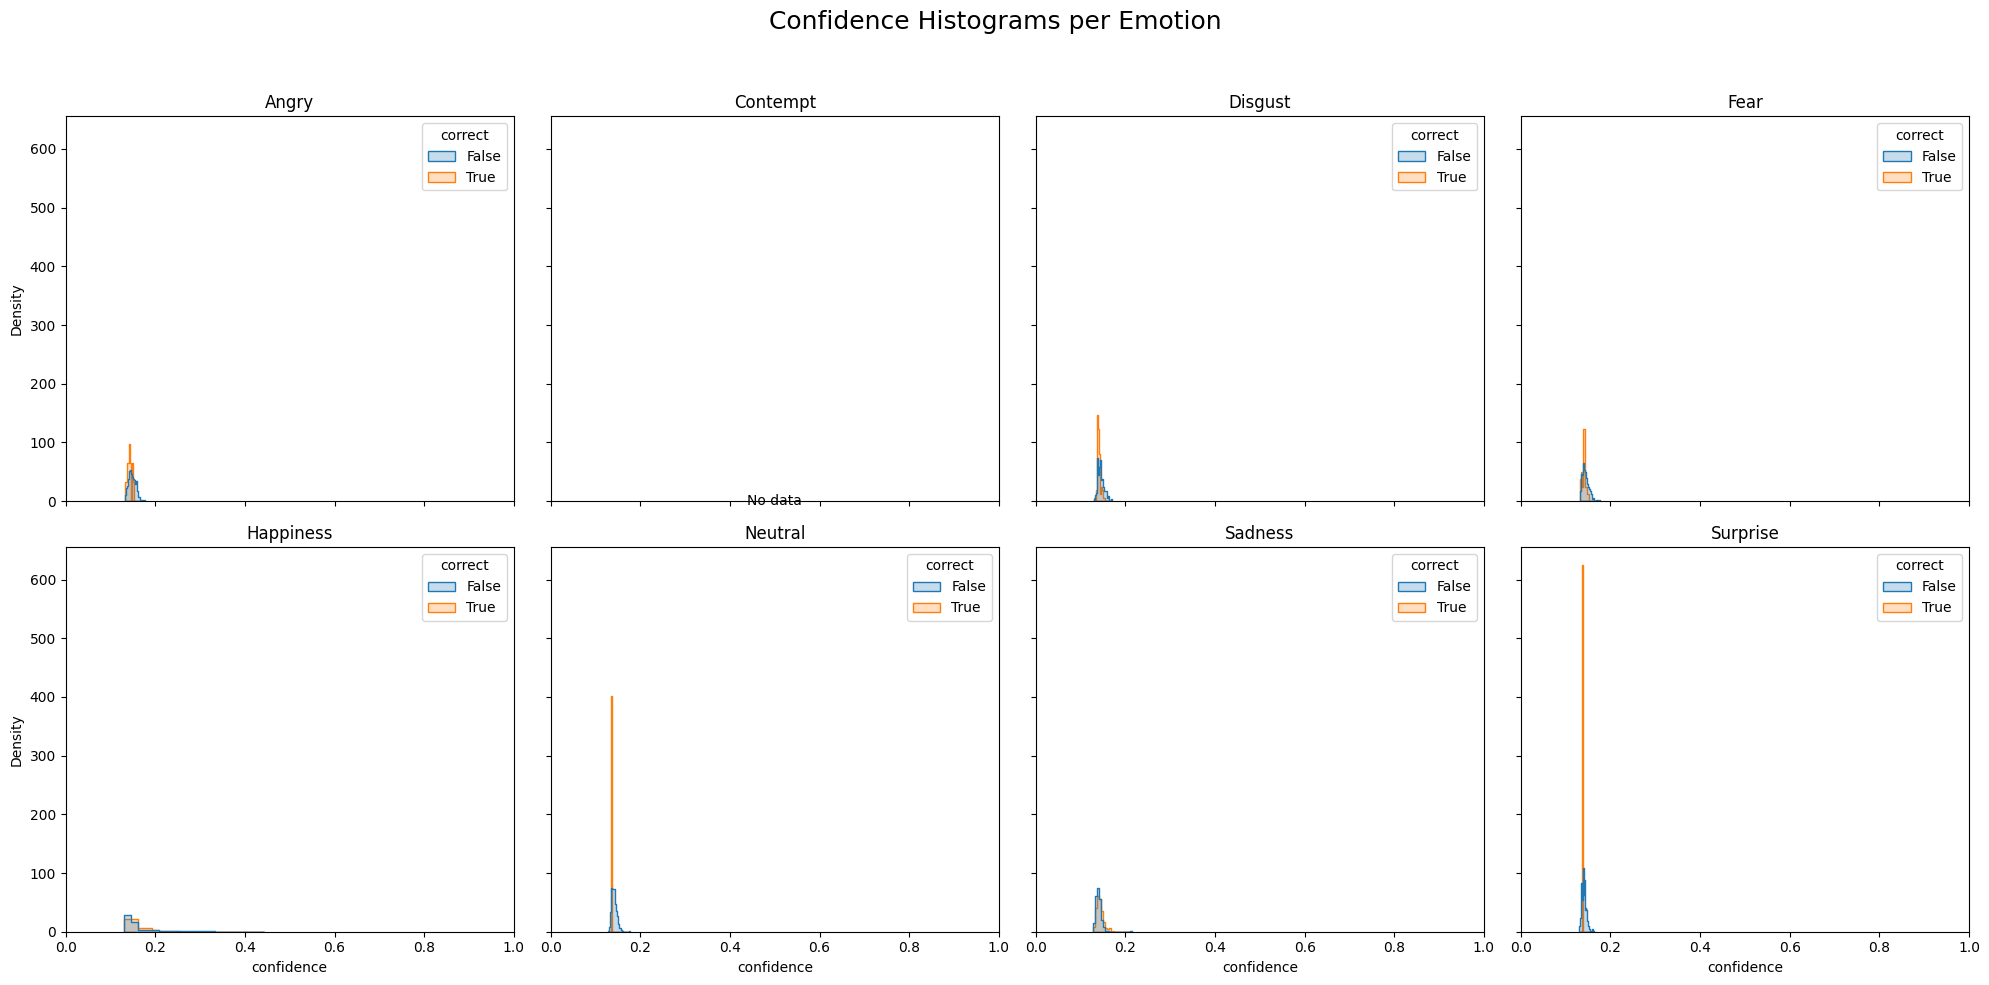 Confidence Histograms per Emotion
Angry
Contempt
Disgust
Fear
correct
False
True
correct
False
True
correct
False
True
600
500
400
300
200
100
0
Density
No data
Happiness
Neutral
Sadness
Surprise
correct
False
True
correct
False
True
correct
False
True
correct
False
True
600
500
400
300
200
100
0
Density
0.0 0.2 0.4 0.6 0.8 1.0
0.0 0.2 0.4 0.6 0.8 1.0
0.0 0.2 0.4 0.6 0.8 1.0
0.0 0.2 0.4 0.6 0.8 1.0
confidence
confidence
confidence
confidence